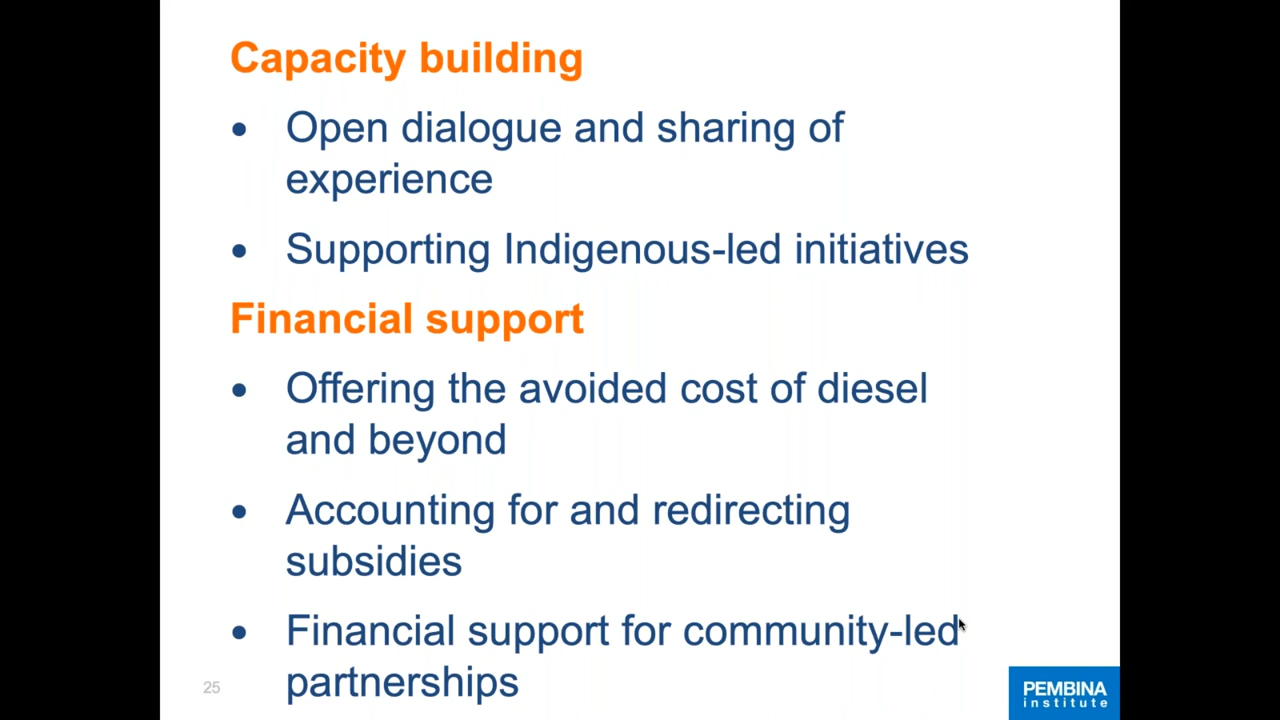 Capacity building
• Open dialogue and sharing of
experience
• Supporting Indigenous-led initiatives
Financial support
• Offering the avoided cost of diesel
and beyond
• Accounting for and redirecting
subsidies
• Financial support for community-led
partnerships
25
PEMBINA
institute